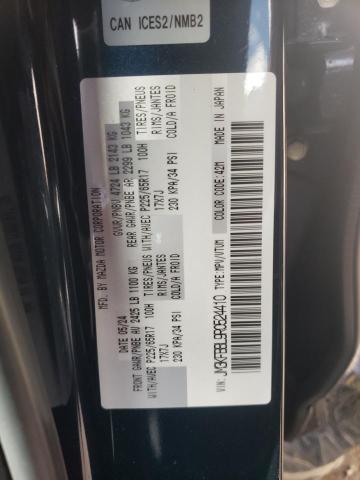 CAN ICES2/NMB2
MFD. BY MAZDA MOTOR CORPORATION
GVWR/PNBV 4724 LB 2143 KG
DATE: 05/24
GAWR/PNBE AV 2425 LB 1100 KG
REAR GAWR/PNBE AR 2299 LB 1043 KG
WITH/AVEC P225/65R17 100H TIRES/PNEUS
WITH/AVEC P225/65R17 100H TIRES/PNEUS
17X7J RIMS/JANTES
17X7J RIMS/JANTES
230 KPA/34 PSI COLD/A FROID
230 KPA/34 PSI COLD/A FROID
VIN: JM3KFBBL9R0524410 TYPE:MPV/VTUM
COLOR CODE:42M
MADE IN JAPAN